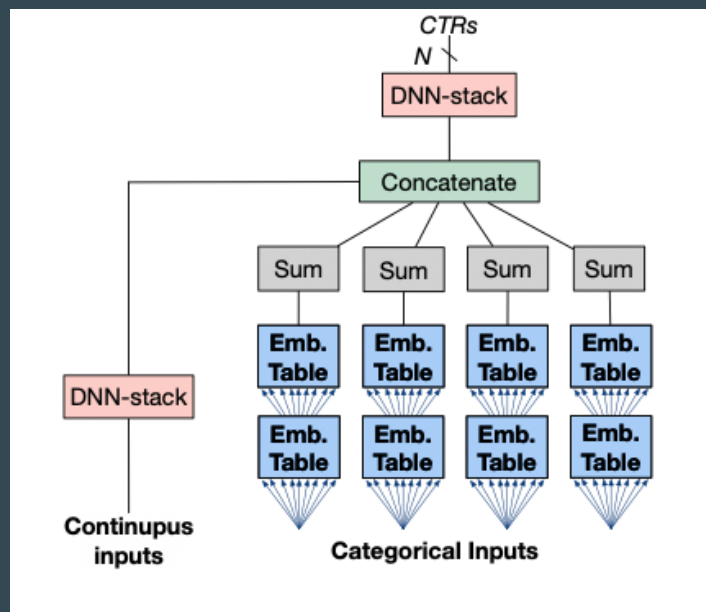 CTRs
N
DNN-stack
Concatenate
Sum Sum Sum Sum
Emb. Emb. Emb. Emb.
Table Table Table Table
DNN-stack
Emb. Emb. Emb. Emb.
Table Table Table Table
Continupus
inputs
Categorical Inputs